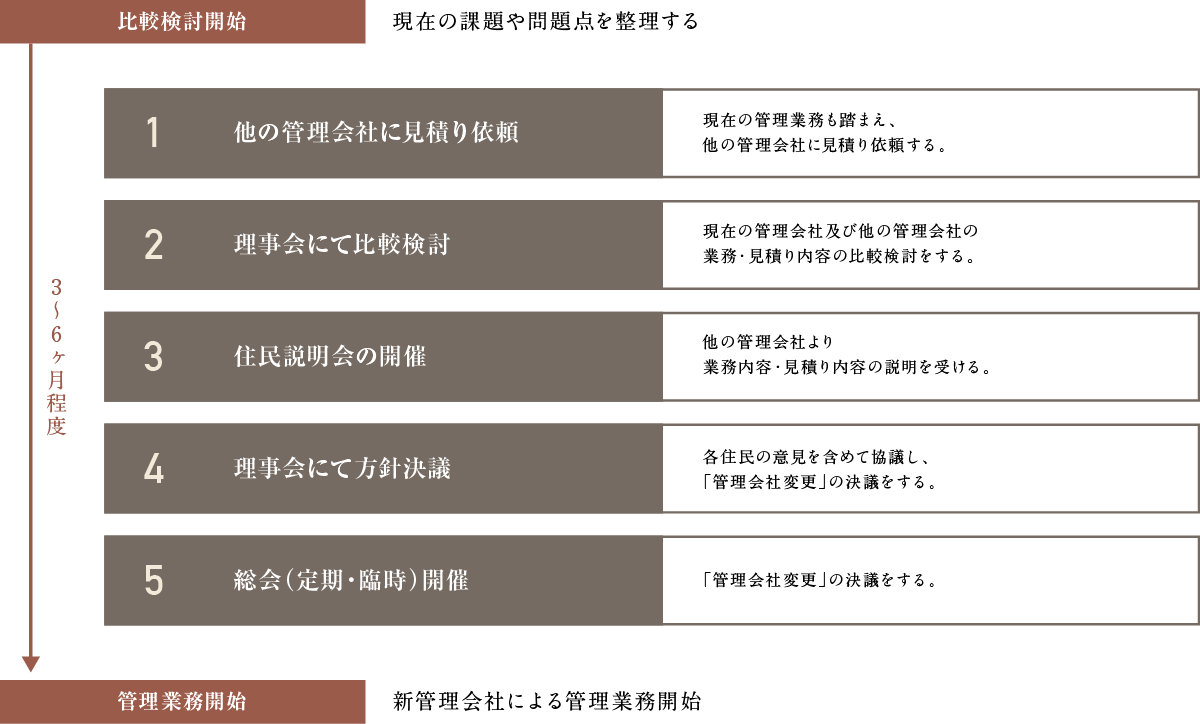 比較検討開始
現在の課題や問題点を整理する
1
他の管理会社に見積り依頼
現在の管理業務も踏まえ、
他の管理会社に見積り依頼する。
2
理事会にて比較検討
現在の管理会社及び他の管理会社の
業務・見積り内容の比較検討をする。
3〜6ヶ月程度
3
住民説明会の開催
他の管理会社より
業務内容・見積り内容の説明を受ける。
4
理事会にて方針決議
各住民の意見を含めて協議し、
「管理会社変更」の決議をする。
5
総会（定期・臨時）開催
「管理会社変更」の決議をする。
管理業務開始
新管理会社による管理業務開始